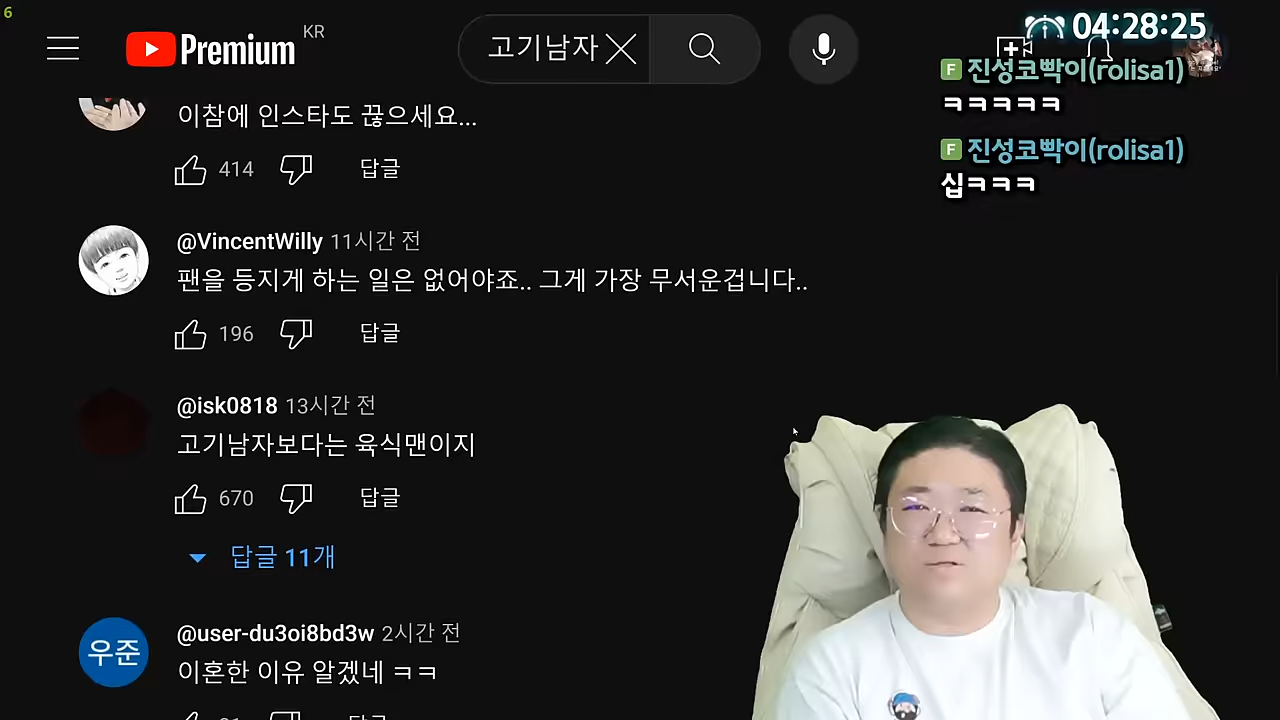 6
Premium KR
고기남자
04:28:25
F 진성코빡이(rolisa1)
ㅋㅋㅋㅋㅋ
F 진성코빡이(rolisa1)
십ㅋㅋㅋ
이참에 인스타도 끊으세요...
414 답글
@VincentWilly 11시간 전
팬을 등지게 하는 일은 없어야죠.. 그게 가장 무서운겁니다..
196 답글
@isk0818 13시간 전
고기남자보다는 육식맨이지
670 답글
답글 11개
우준
@user-du3oi8bd3w 2시간 전
이혼한 이유 알겠네 ㅋㅋ
답글